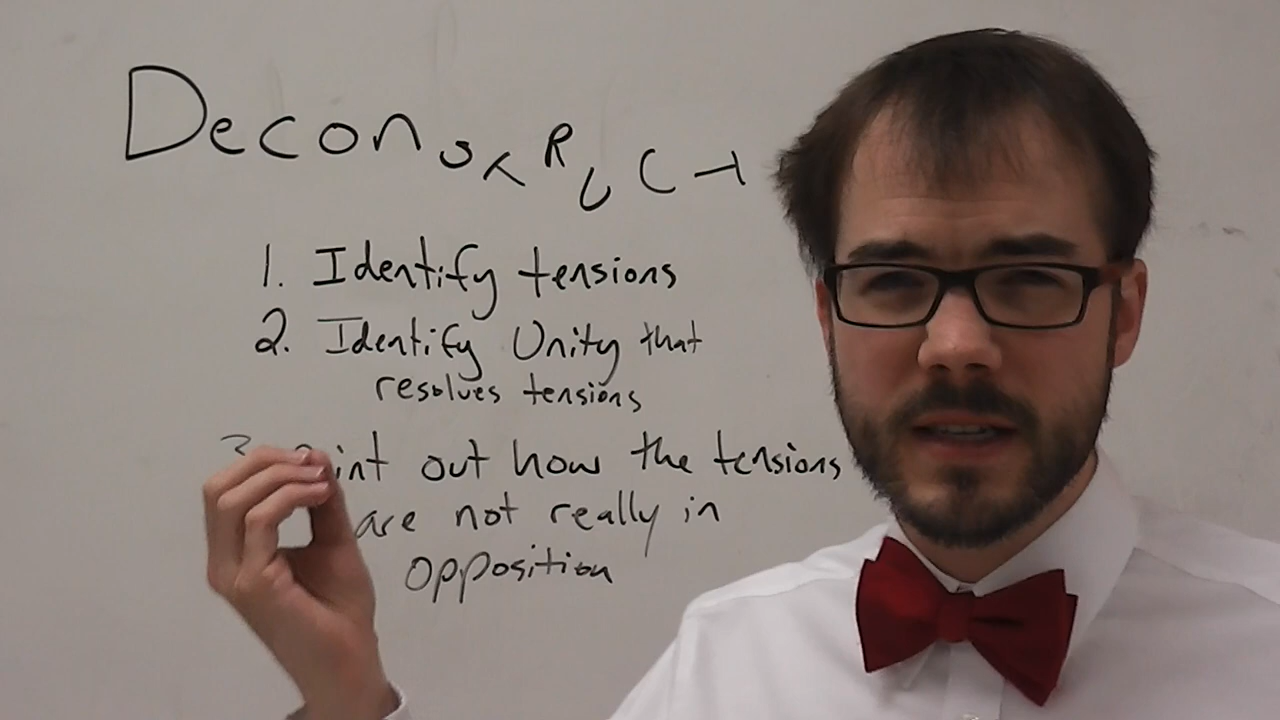 DeconsTRUCT
1. Identify tensions
2. Identify Unity that
resolves tensions
3. out how the tensions
are not really in
opposition